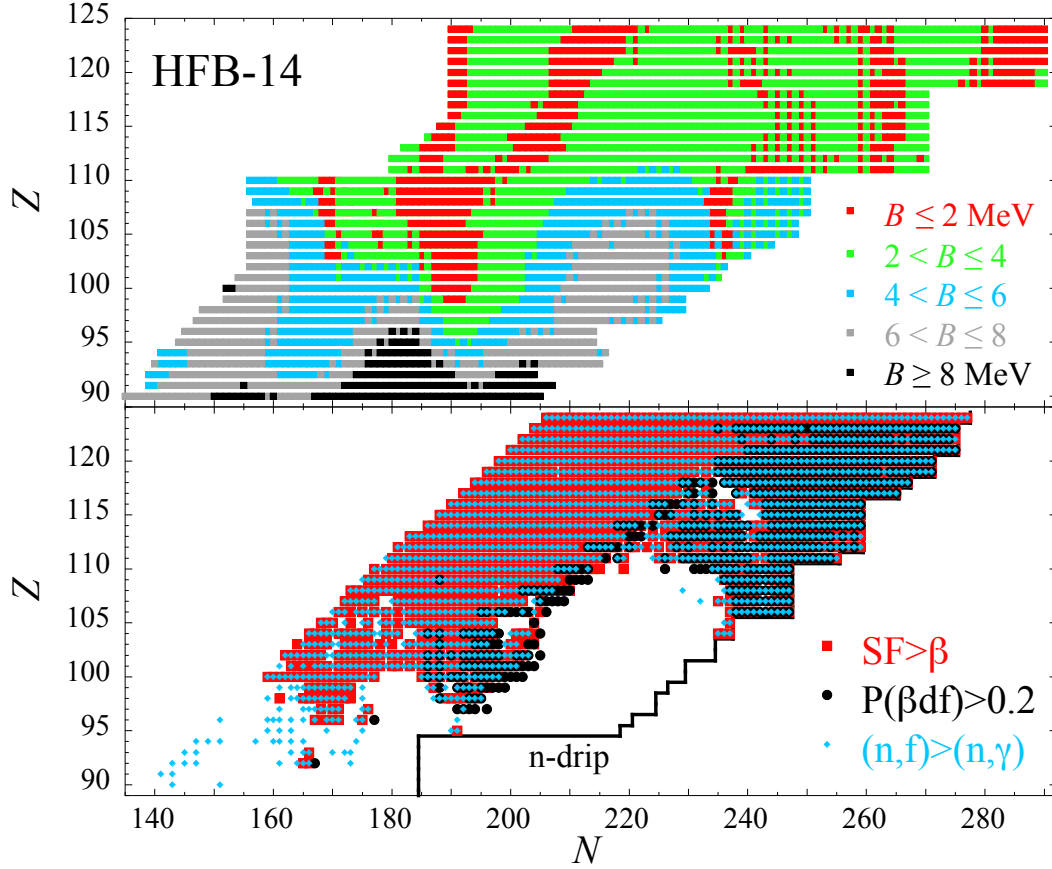 125
HFB-14
120
115
Z
110
B ≤ 2 MeV
105
2 < B ≤ 4
100
4 < B ≤ 6
95
6 < B ≤ 8
90
B ≥ 8 MeV
120
115
Z
110
105
SF>β
100
P(βdf)>0.2
95
n-drip
(n,f)>(n,γ)
90
140 160 180 200 220 240 260 280
N